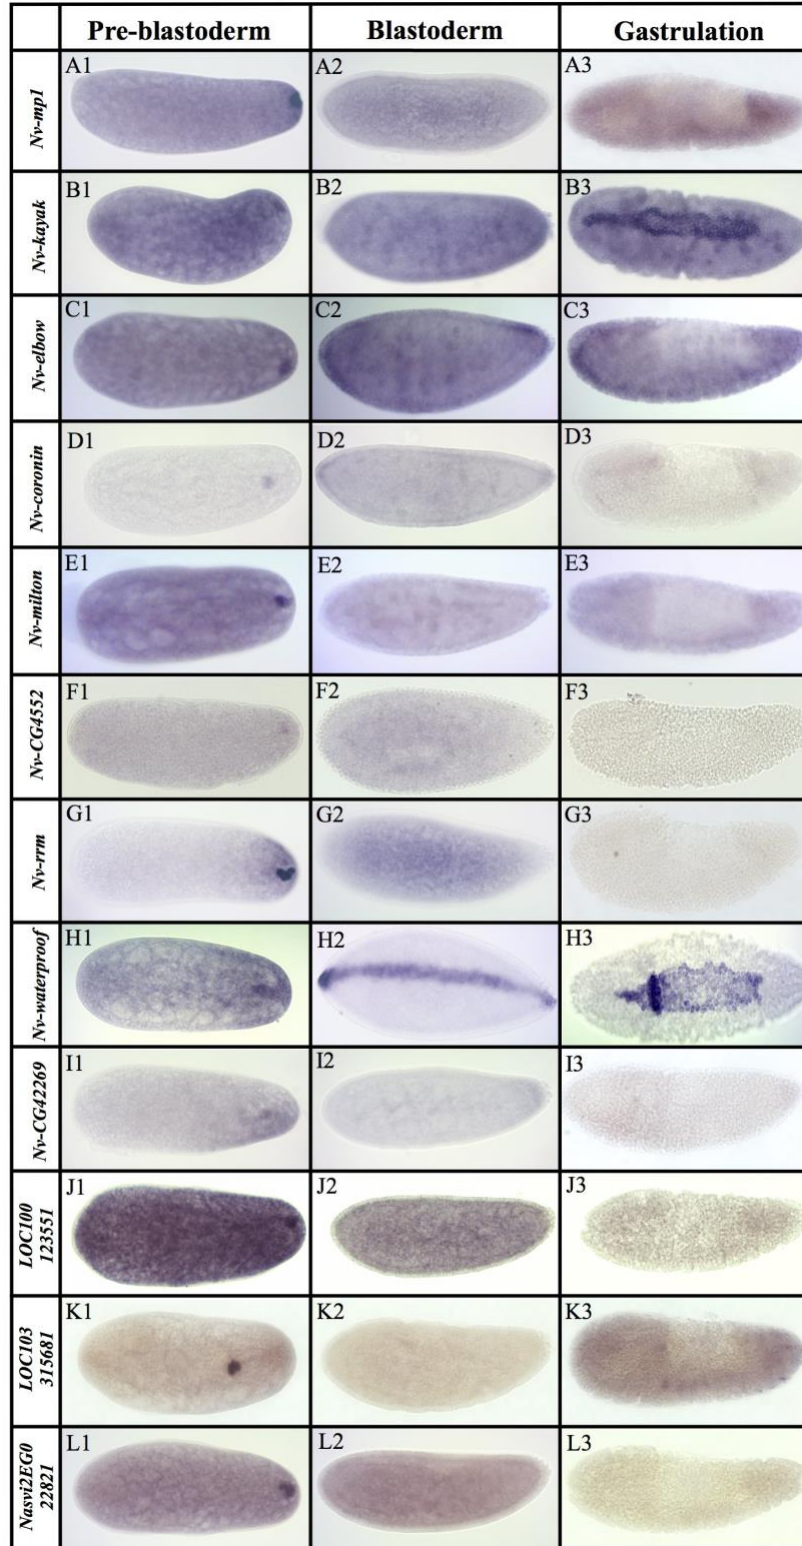 Pre-blastoderm Blastoderm Gastrulation
Nv-mp1 A1 A2 A3
Nv-kayak B1 B2 B3
Nv-elbow C1 C2 C3
Nv-coronin D1 D2 D3
Nv-milton E1 E2 E3
Nv-CG4552 F1 F2 F3
Nv-rrm G1 G2 G3
Nv-waterproof H1 H2 H3
Nv-CG42269 I1 I2 I3
LOC100
123551
J1 J2 J3
LOC103
315681
K1 K2 K3
Nasvi2EG0
22821
L1 L2 L3